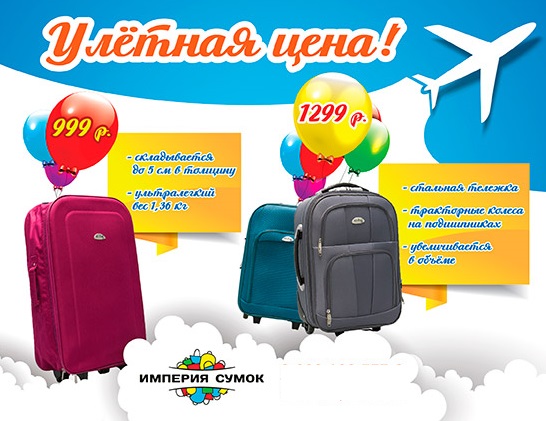 Улётная цена!
999 р.
- складывается
до 5 см в толщину
- ультралегкий
вес 1,36 кг
1299 р.
- стальная тележка
- тракторные колеса
на подшипниках
- увеличивается
в объёме
ИМПЕРИЯ СУМОК